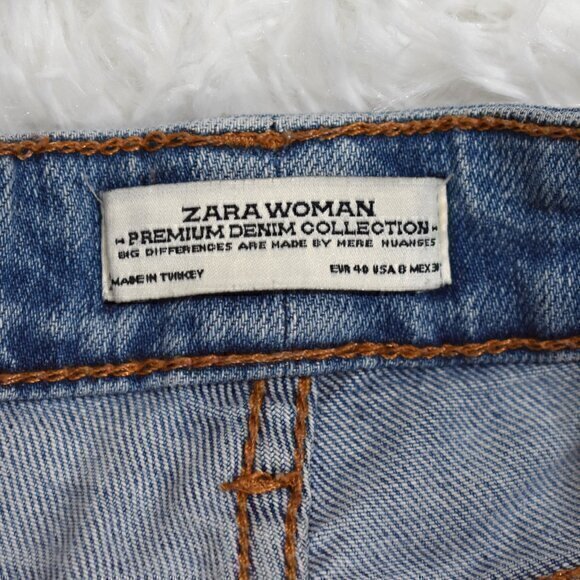 ZARA WOMAN
PREMIUM DENIM COLLECTION
BIG DIFFERENCES ARE MADE BY MERE NUANCES
MADE IN TURKEY EUR 40 USA 8 MEX